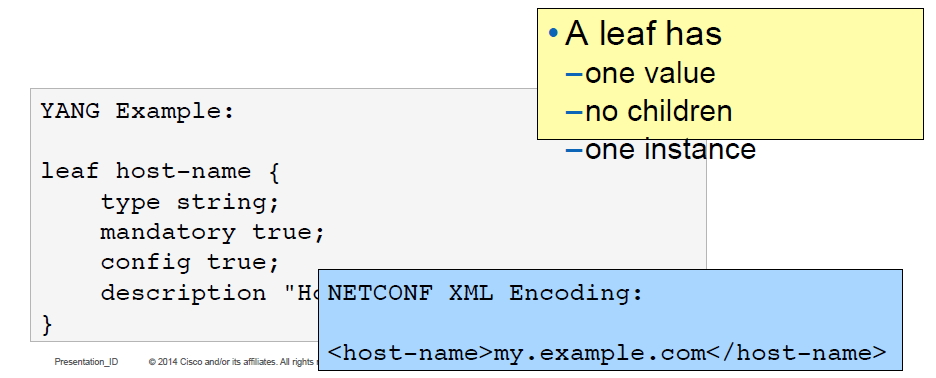 • A leaf has
–one value
–no children
–one instance
YANG Example:
leaf host-name {
type string;
mandatory true;
config true;
description "Ho
}
NETCONF XML Encoding:
<host-name>my.example.com</host-name>
Presentation_ID © 2014 Cisco and/or its affiliates. All rights